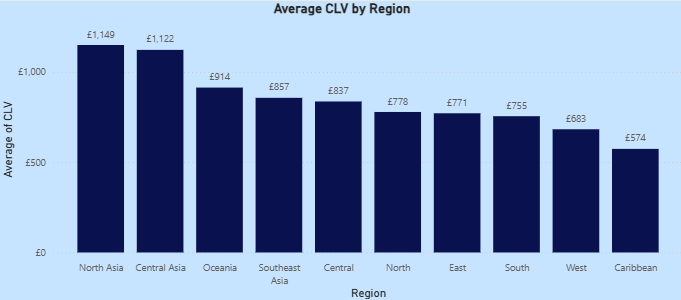 Average CLV by Region
£1,149
£1,122
£914
£857
£837
£778
£771
£755
£683
£574
£1,000
£500
£0
Average of CLV
North Asia
Central Asia
Oceania
Southeast
Asia
Central
North
East
South
West
Caribbean
Region